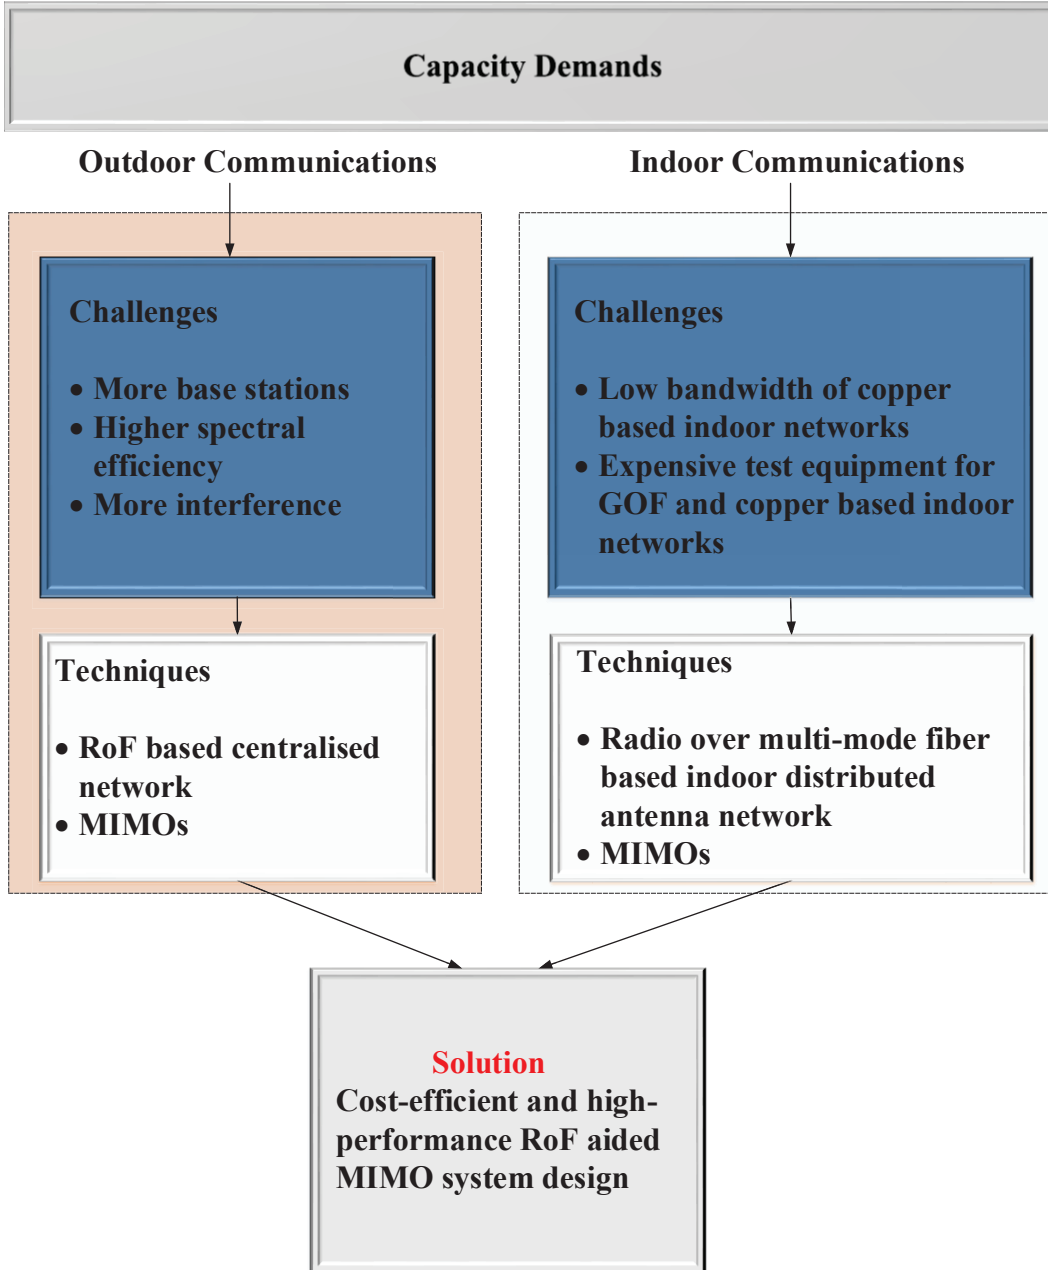 Capacity Demands
Outdoor Communications
Indoor Communications
Challenges
• More base stations
• Higher spectral
efficiency
• More interference
Challenges
• Low bandwidth of copper
based indoor networks
• Expensive test equipment for
GOF and copper based indoor
networks
Techniques
• RoF based centralised
network
• MIMOs
Techniques
• Radio over multi-mode fiber
based indoor distributed
antenna network
• MIMOs
Solution
Cost-efficient and high-
performance RoF aided
MIMO system design